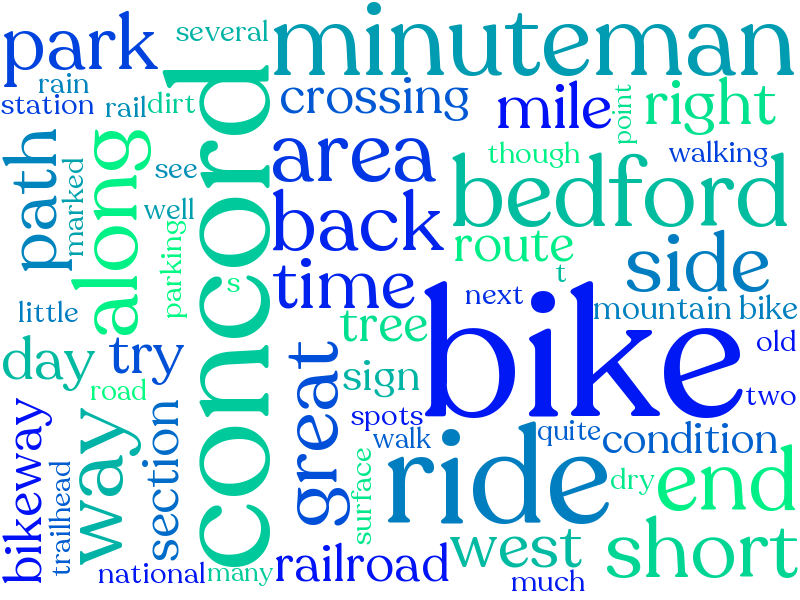 park
several
minuteman
rain
station
rail
dirt
crossing
mile
point
right
concord
path
marked
along
see
well
parking
s
area
though
walking
back
bedford
route
side
time
t
next
mountain bike
little
tree
bike
old
day
try
great
sign
road
two
spots
bikeway
trailhead
way
section
walk
surface
ride
quite
condition
dry
end
west
short
national
many
railroad
much